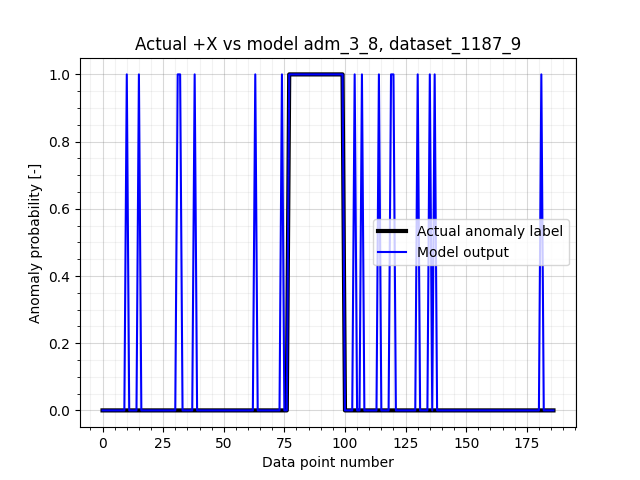 Actual +X vs model adm_3_8, dataset_1187_9
Anomaly probability [-]
1.0
0.8
0.6
0.4
0.2
0.0
Actual anomaly label
Model output
0 25 50 75 100 125 150 175
Data point number